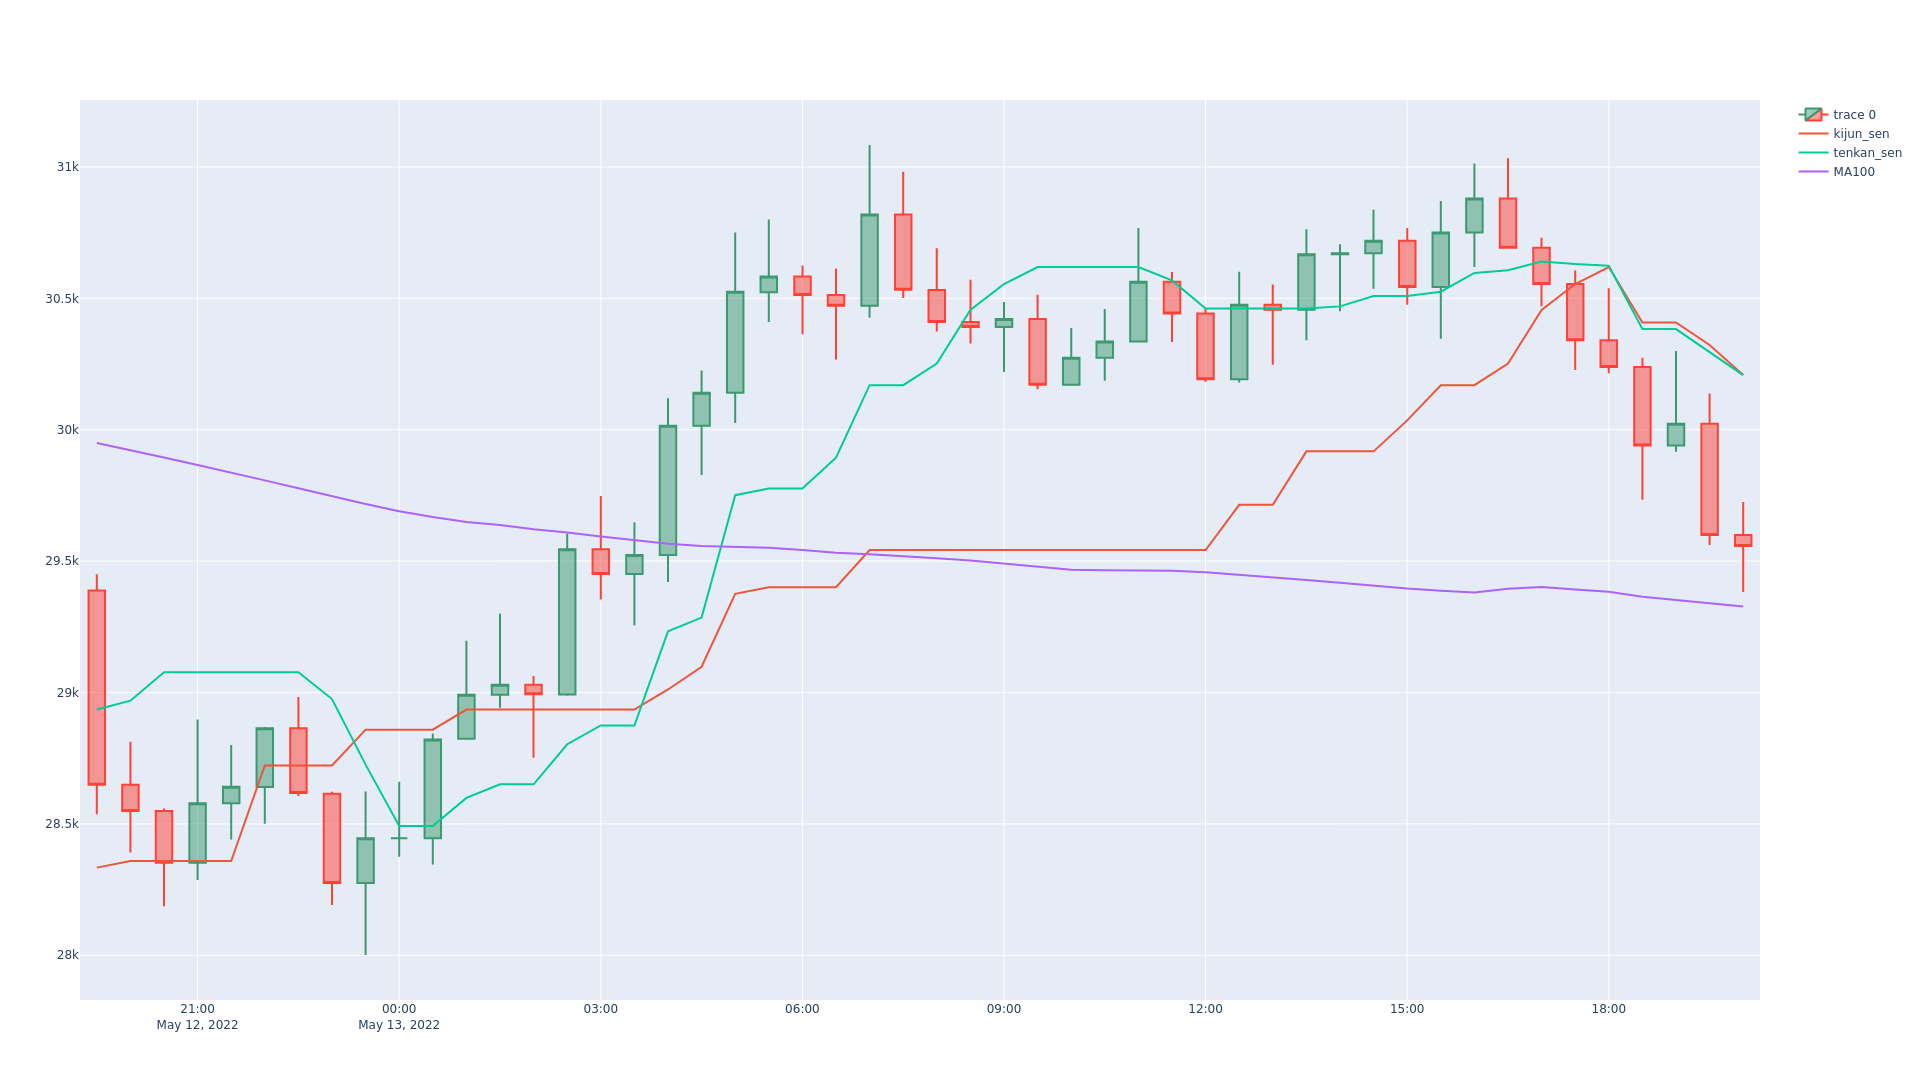 31k
30.5k
30k
29.5k
29k
28.5k
28k
21:00
May 12, 2022
00:00
May 13, 2022
03:00
06:00
09:00
12:00
15:00
18:00
trace 0
kijun_sen
tenkan_sen
MA100